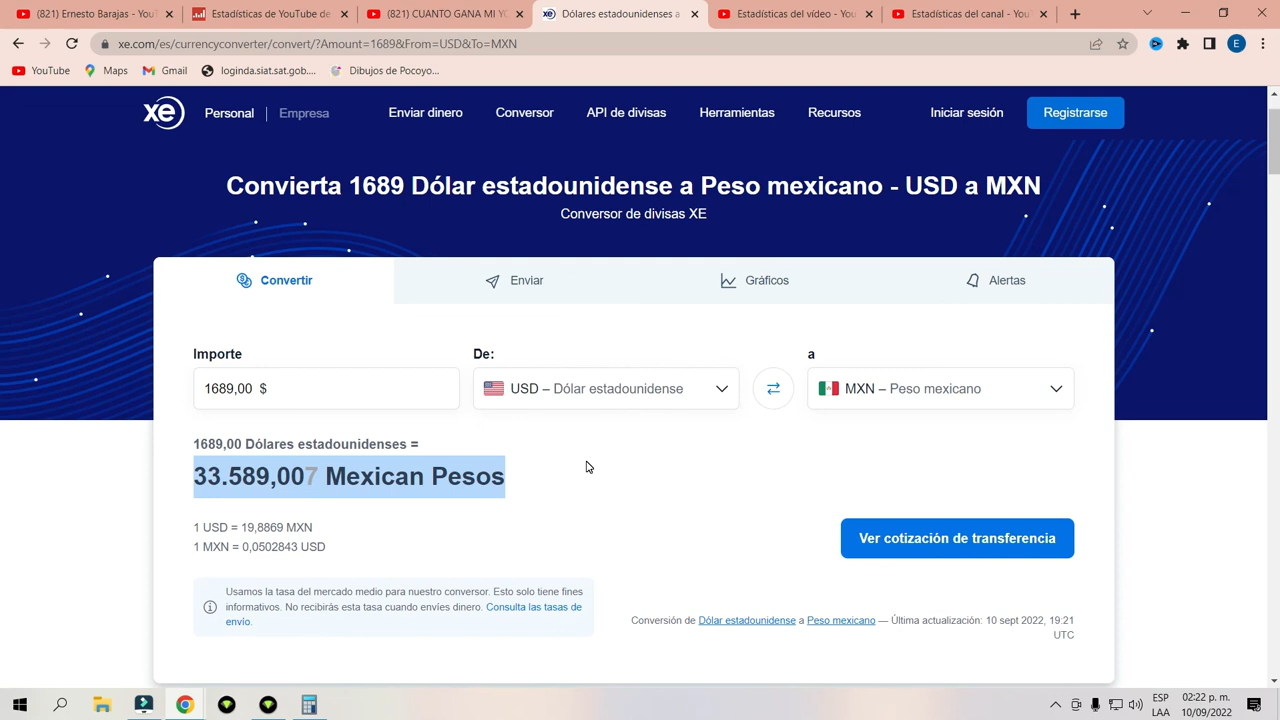 (821) Ernesto Barajas - YouT
Estadísticas de YouTube de
(821) CUANTO GANA MI YO
Dólares estadounidenses a
Estadísticas del vídeo - You
Estadísticas del canal - You
xe.com/es/currencyconverter/convert/?Amount=1689&From=USD&To=MXN
E
YouTube
Maps
Gmail
loginda.siat.sat.gob....
Dibujos de Pocoyo...
xe
Personal
Empresa
Enviar dinero
Conversor
API de divisas
Herramientas
Recursos
Iniciar sesión
Registrarse
Convierta 1689 Dólar estadounidense a Peso mexicano - USD a MXN
Conversor de divisas XE
Convertir
Enviar
Gráficos
Alertas
Importe
De:
a
1689,00 $
USD – Dólar estadounidense
MXN – Peso mexicano
1689,00 Dólares estadounidenses =
33.589,007 Mexican Pesos
1 USD = 19,8869 MXN
1 MXN = 0,0502843 USD
Ver cotización de transferencia
Usamos la tasa del mercado medio para nuestro conversor. Esto solo tiene fines
informativos. No recibirás esta tasa cuando envíes dinero. Consulta las tasas de
envío.
Conversión de Dólar estadounidense a Peso mexicano — Última actualización: 10 sept 2022, 19:21
UTC
ESP
LAA
02:22 p. m.
10/09/2022